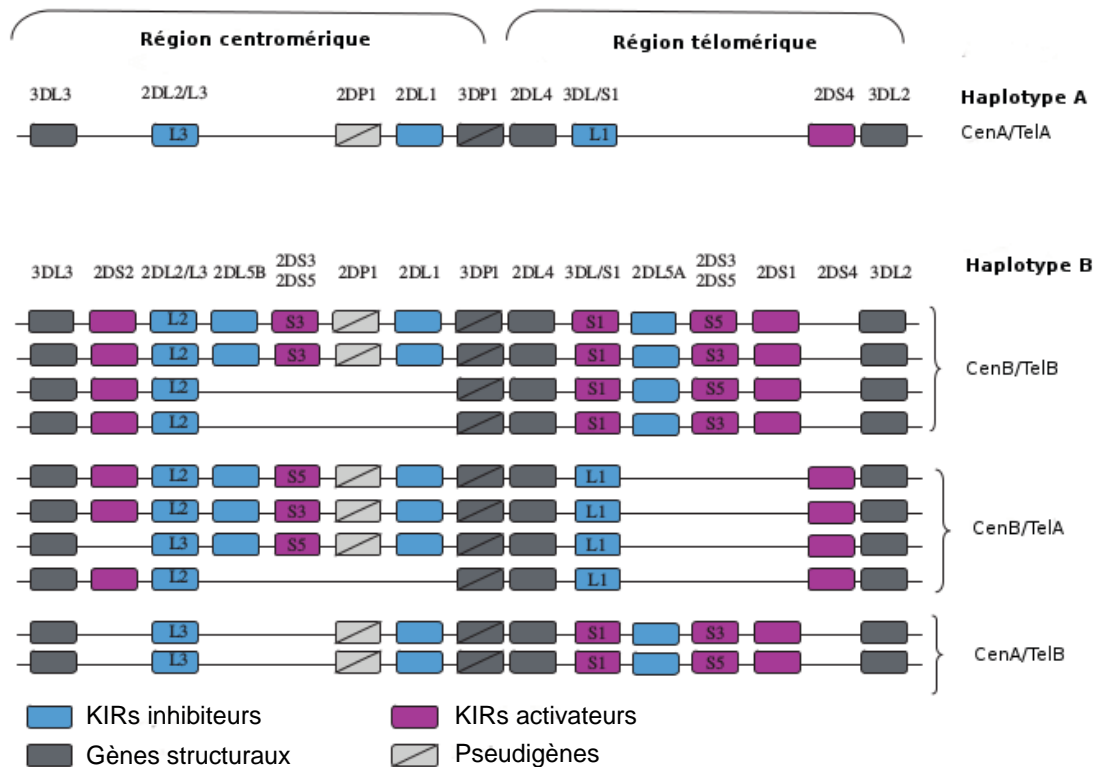 Région centromérique Région télomérique
3DL3 2DL2/L3 2DP1 2DL1 3DP1 2DL4 3DL/S1 2DS4 3DL2 Haplotype A
L3 L1 CenA/TelA
2DS3 2DS3
3DL3 2DS2 2DL2/L3 2DL5B 2DS5 2DP1 2DL1 3DP1 2DL4 3DL/S1 2DL5A 2DS5 2DS1 2DS4 3DL2 Haplotype B
L2 S3 S1 S5
L2 S3 S1 S3
CenB/TelB
L2 S1 S5
L2 S1 S3
L2 S5 L1
L2 S3 L1
CenB/TelA
L3 S5 L1
L2 L1
L3 S1 S3
CenA/TelB
L3 S1 S5
KIRs inhibiteurs KIRs activateurs
Gènes structuraux Pseudigènes